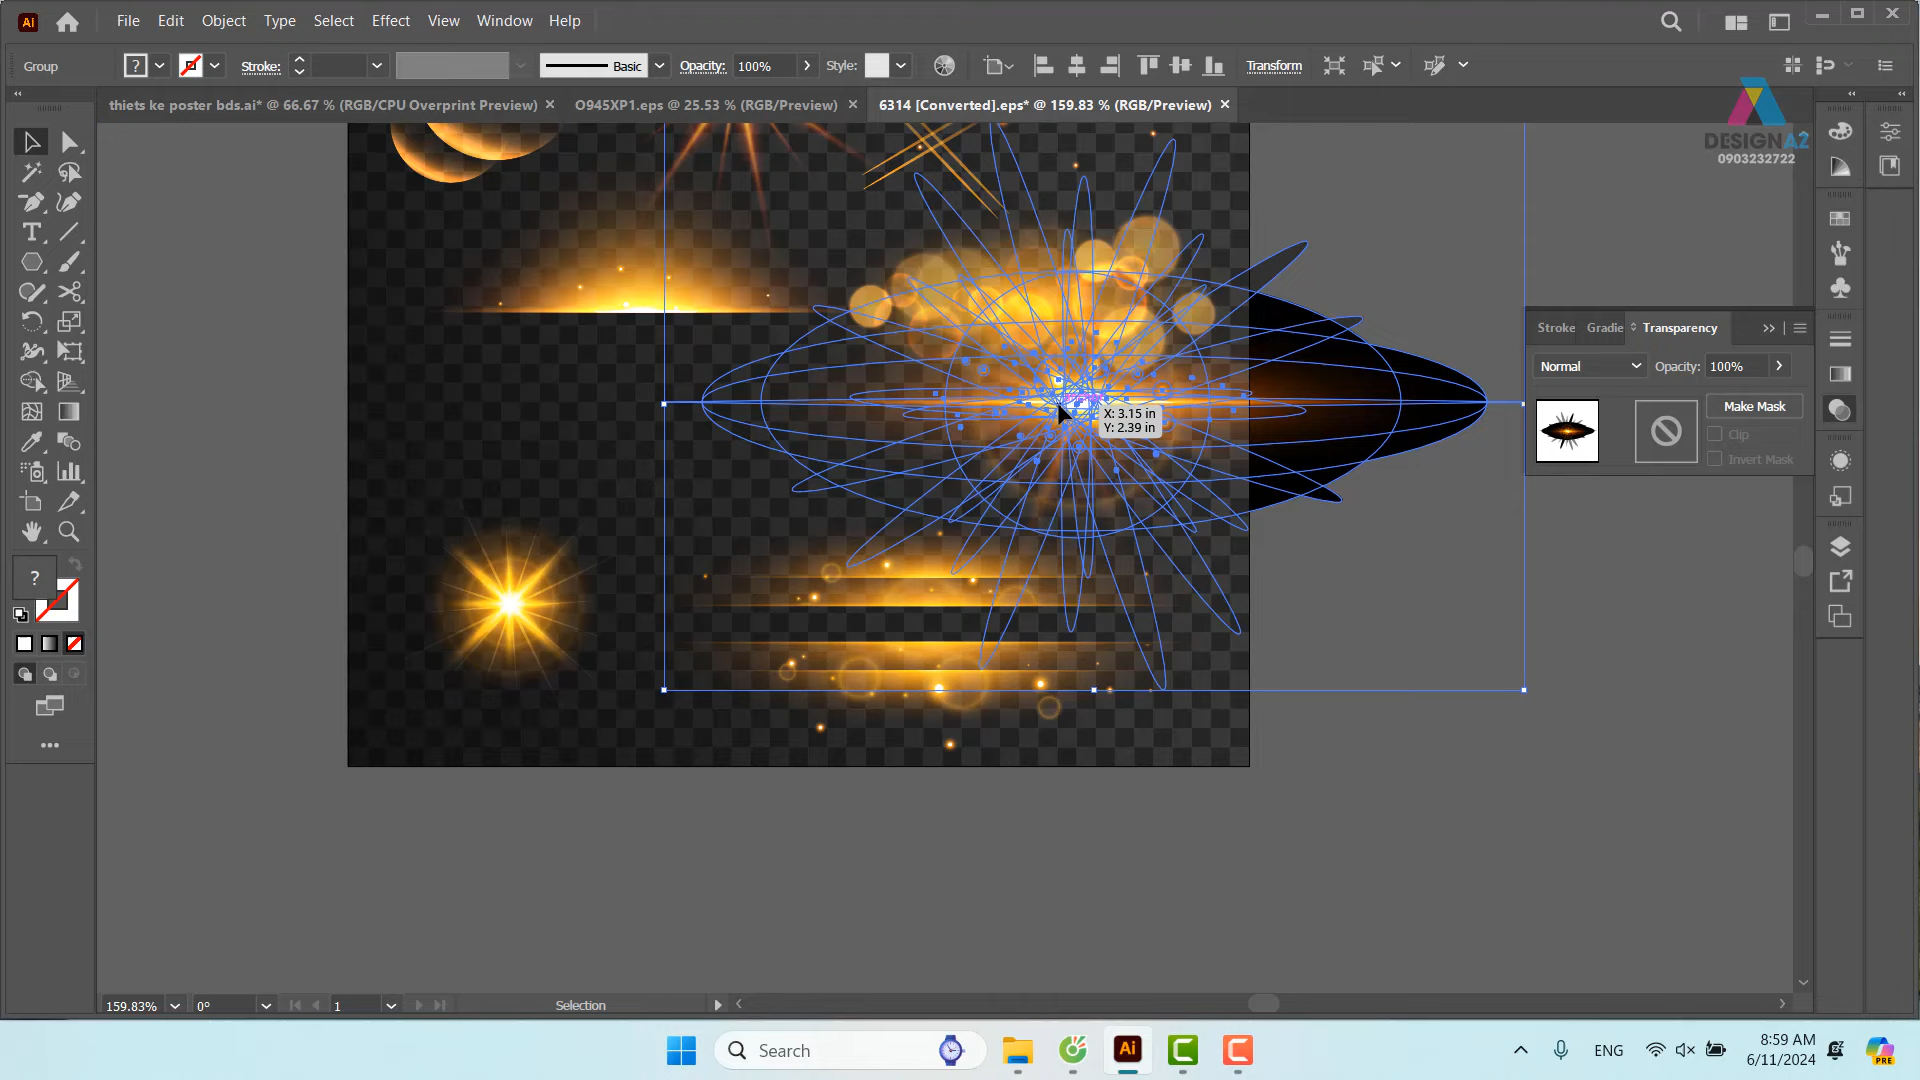 Ai File Edit Object Type Select Effect View Window Help
Group ? Stroke: Basic Opacity: 100% Style: Transform
thiets ke poster bds.ai* @ 66.67 % (RGB/CPU Overprint Preview) × O945XP1.eps @ 25.53 % (RGB/Preview) × 6314 [Converted].eps* @ 159.83 % (RGB/Preview) ×
DESIGNA2
0903232722
Stroke Gradie Transparency
Normal Opacity: 100%
Make Mask
Clip
Invert Mask
X: 3.15 in
Y: 2.39 in
?
159.83% 0° 1 Selection
Search
Ai
ENG
8:59 AM
6/11/2024
PRE